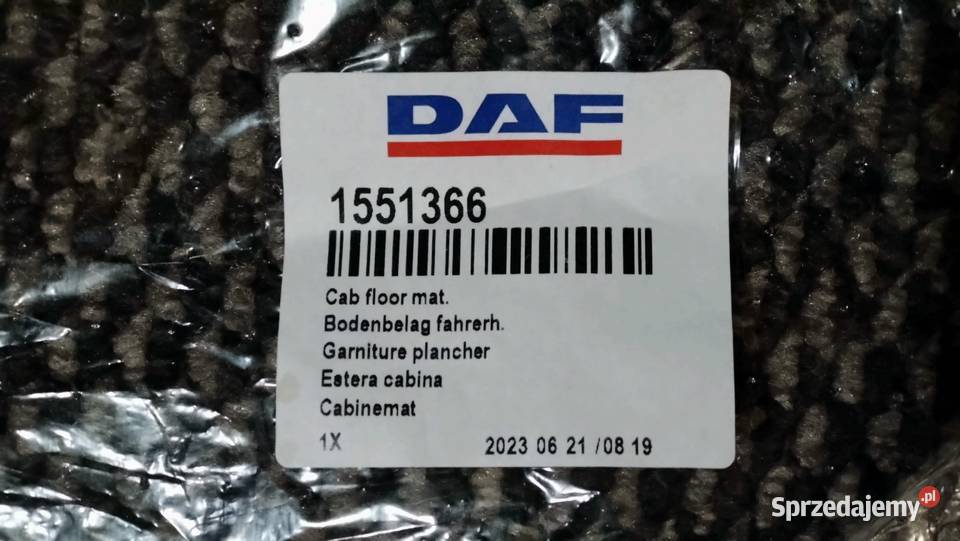 DAF
1551366
Cab floor mat.
Bodenbelag fahrerh.
Garniture plancher
Estera cabina
Cabinemat
1X 2023 06 21 /08 19
Sprzedajemy.pl